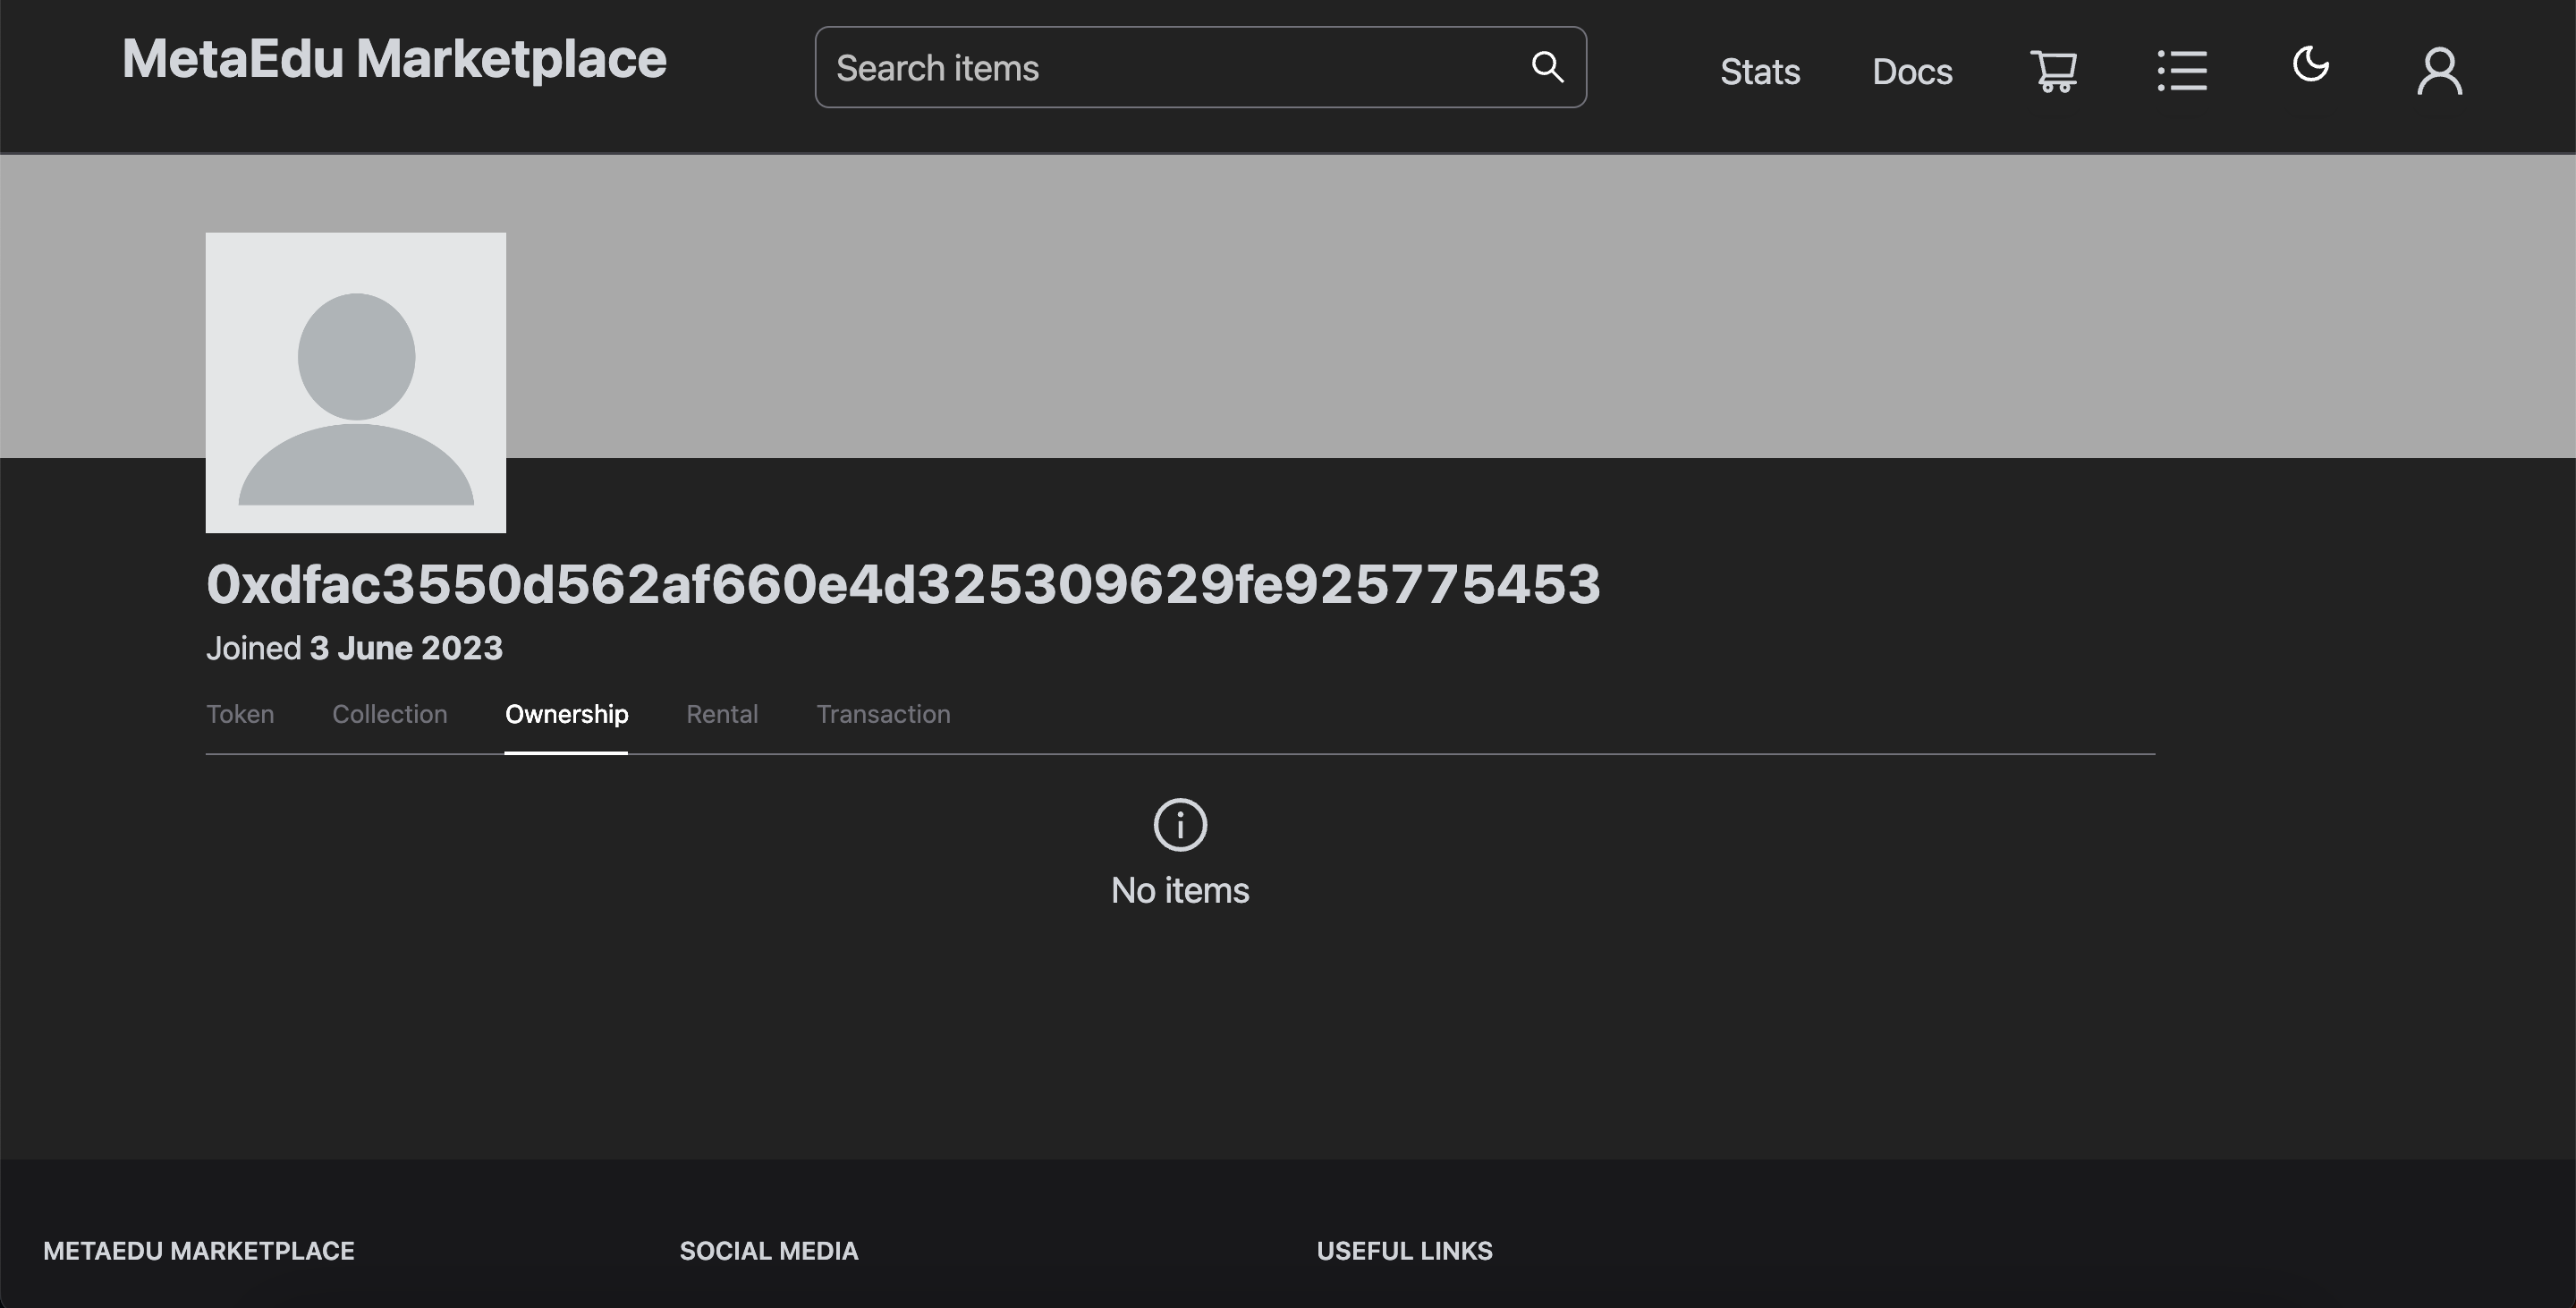 MetaEdu Marketplace
Search items
Stats
Docs
0xdfac3550d562af660e4d325309629fe925775453
Joined 3 June 2023
Token Collection Ownership Rental Transaction
No items
METAEDU MARKETPLACE
SOCIAL MEDIA
USEFUL LINKS